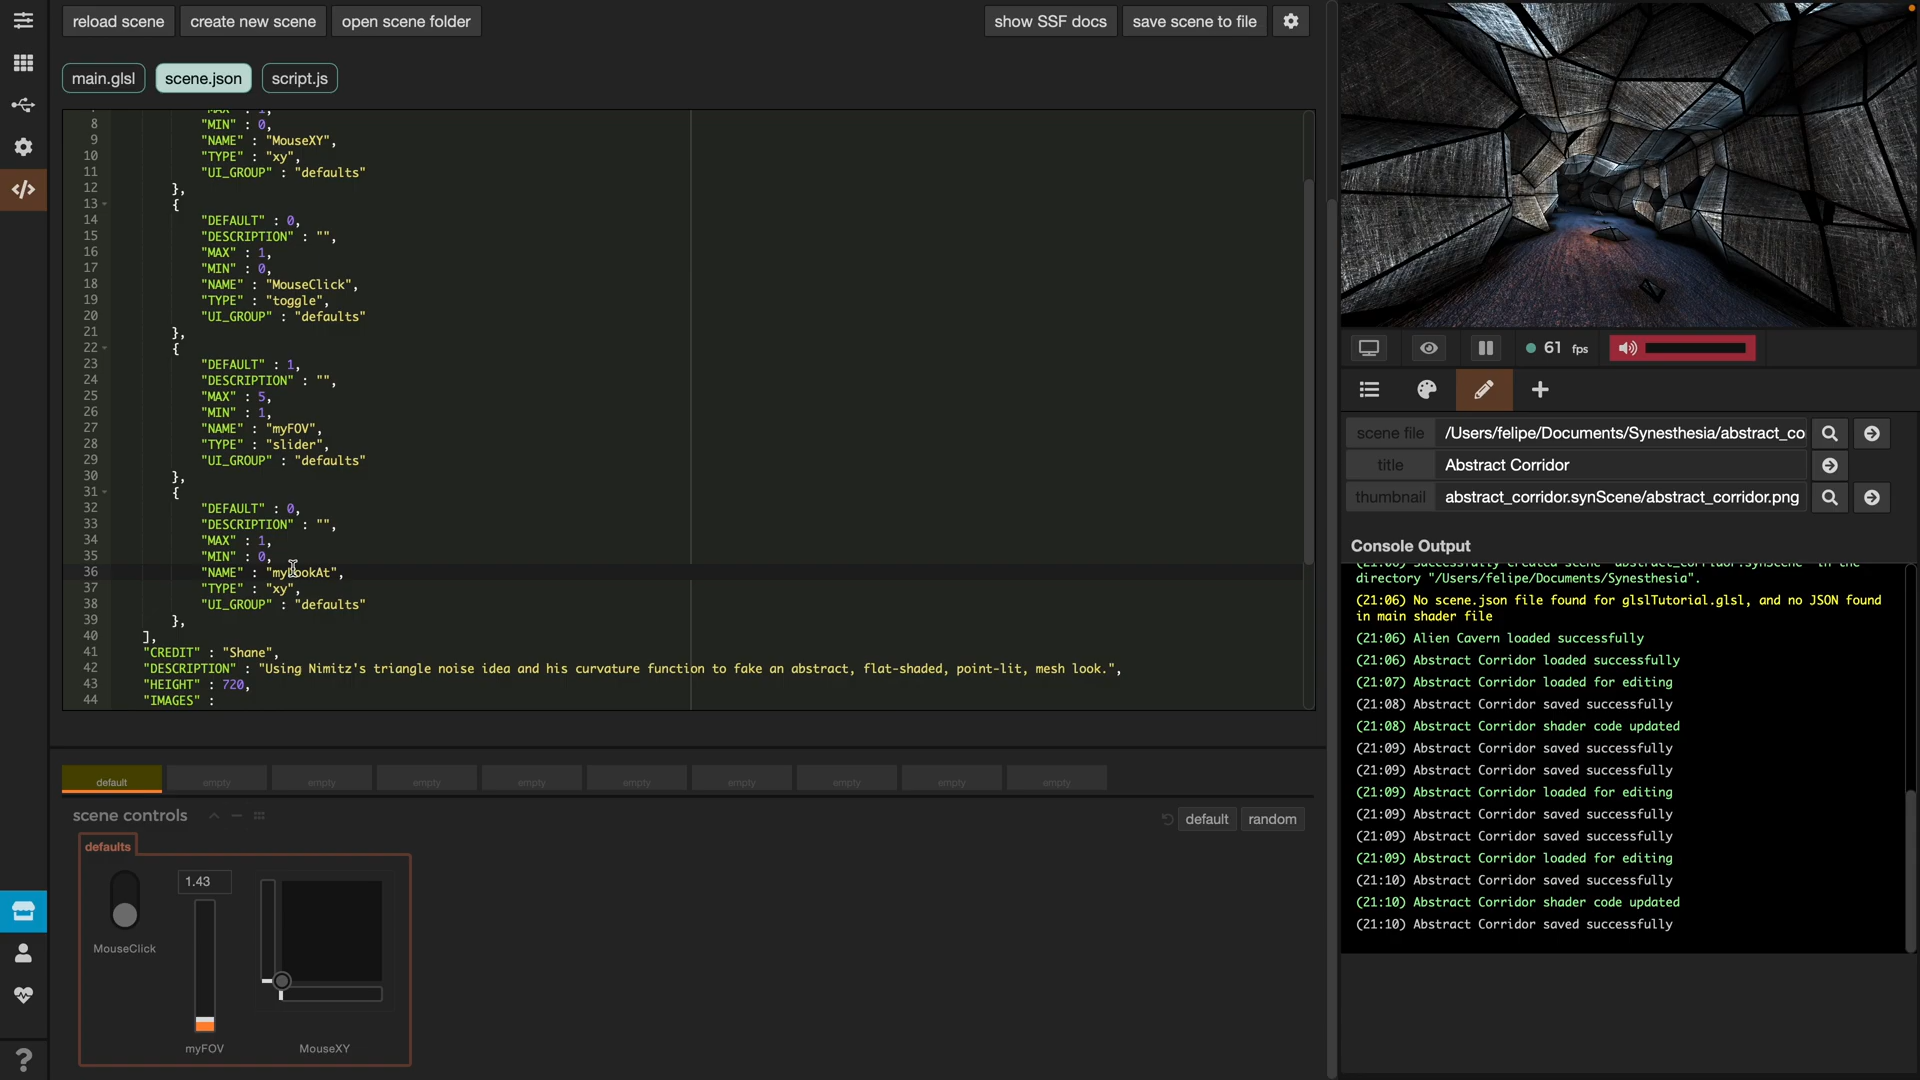 reload scene
create new scene
open scene folder
show SSF docs
save scene to file
main.glsl
scene.json
script.js
8 "MIN" : 0,
9 "NAME" : "MouseXY",
10 "TYPE" : "xy",
11 "UI_GROUP" : "defaults"
12 },
13 {
14 "DEFAULT" : 0,
15 "DESCRIPTION" : "",
16 "MAX" : 1,
17 "MIN" : 0,
18 "NAME" : "MouseClick",
19 "TYPE" : "toggle",
20 "UI_GROUP" : "defaults"
21 },
22 {
23 "DEFAULT" : 1,
24 "DESCRIPTION" : "",
25 "MAX" : 5,
26 "MIN" : 1,
27 "NAME" : "myFOV",
28 "TYPE" : "slider",
29 "UI_GROUP" : "defaults"
30 },
31 {
32 "DEFAULT" : 0,
33 "DESCRIPTION" : "",
34 "MAX" : 1,
35 "MIN" : 0,
36 "NAME" : "myLookAt",
37 "TYPE" : "xy",
38 "UI_GROUP" : "defaults"
39 },
40 ],
41 "CREDIT" : "Shane",
42 "DESCRIPTION" : "Using Nimitz's triangle noise idea and his curvature function to fake an abstract, flat-shaded, point-lit, mesh look.",
43 "HEIGHT" : 720,
44 "IMAGES" :
default
empty
empty
empty
empty
empty
empty
empty
empty
empty
scene controls
default
random
defaults
1.43
MouseClick
myFOV
MouseXY
61 fps
scene file
/Users/felipe/Documents/Synesthesia/abstract_co
title
Abstract Corridor
thumbnail
abstract_corridor.synScene/abstract_corridor.png
Console Output
directory "/Users/felipe/Documents/Synesthesia".
(21:06) No scene.json file found for glslTutorial.glsl, and no JSON found
in main shader file
(21:06) Alien Cavern loaded successfully
(21:06) Abstract Corridor loaded successfully
(21:07) Abstract Corridor loaded for editing
(21:08) Abstract Corridor saved successfully
(21:08) Abstract Corridor shader code updated
(21:09) Abstract Corridor saved successfully
(21:09) Abstract Corridor saved successfully
(21:09) Abstract Corridor loaded for editing
(21:09) Abstract Corridor saved successfully
(21:09) Abstract Corridor saved successfully
(21:09) Abstract Corridor loaded for editing
(21:10) Abstract Corridor saved successfully
(21:10) Abstract Corridor shader code updated
(21:10) Abstract Corridor saved successfully